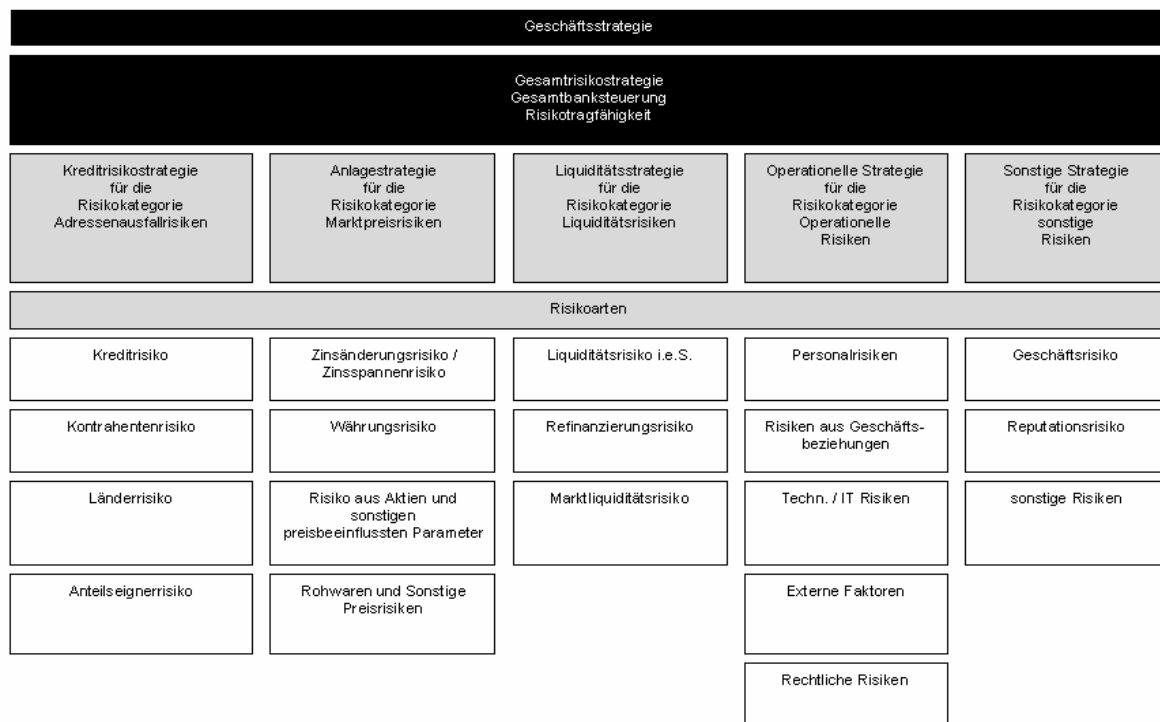 Geschäftsstrategie
Gesamtrisikostrategie
Gesamtbanksteuerung
Risikotragfähigkeit
Kreditrisikostrategie
für die
Risikokategorie
Adressenausfallrisiken
Anlagestrategie
für die
Risikokategorie
Marktpreisrisiken
Liquiditätsstrategie
für die
Risikokategorie
Liquiditätsrisiken
Operationelle Strategie
für die
Risikokategorie
Operationelle
Risiken
Sonstige Strategie
für die
Risikokategorie
sonstige
Risiken
Risikoarten
Kreditrisiko
Zinsänderungsrisiko /
Zinsspannenrisiko
Liquiditätsrisiko i.e.S.
Personalrisiken
Geschäftsrisiko
Kontrahentenrisiko
Währungsrisiko
Refinanzierungsrisiko
Risiken aus Geschäfts-
beziehungen
Reputationsrisiko
Länderrisiko
Risiko aus Aktien und
sonstigen
preisbeeinflussten Parameter
Marktliquiditätsrisiko
Techn. / IT Risiken
sonstige Risiken
Anteilseignerrisiko
Rohwaren und Sonstige
Preisrisiken
Externe Faktoren
Rechtliche Risiken